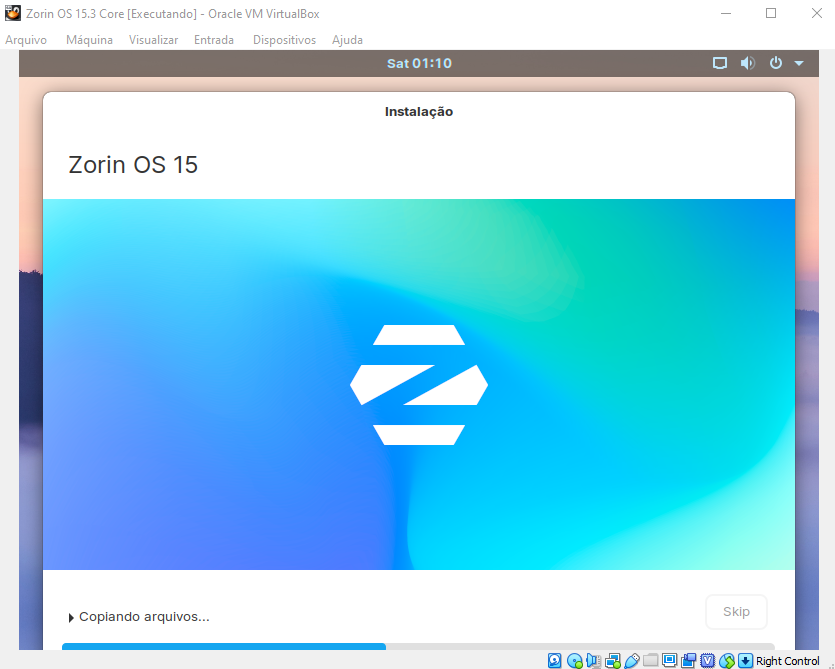 Zorin OS 15.3 Core [Executando] - Oracle VM VirtualBox
Arquivo Máquina Visualizar Entrada Dispositivos Ajuda
Sat 01:10
Instalação
Zorin OS 15
Copiando arquivos...
Skip
Right Control